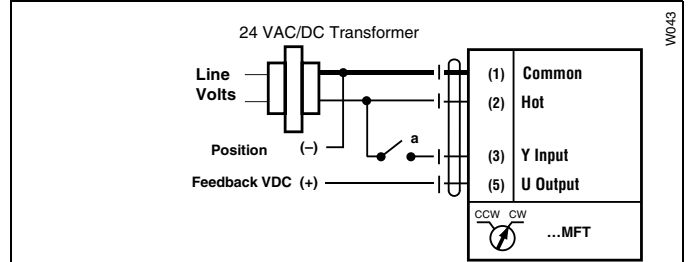 W043
24 VAC/DC Transformer
Line
Volts
(1) Common
(2) Hot
Position (–)
a
(3) Y Input
Feedback VDC (+)
(5) U Output
CCW CW
...MFT